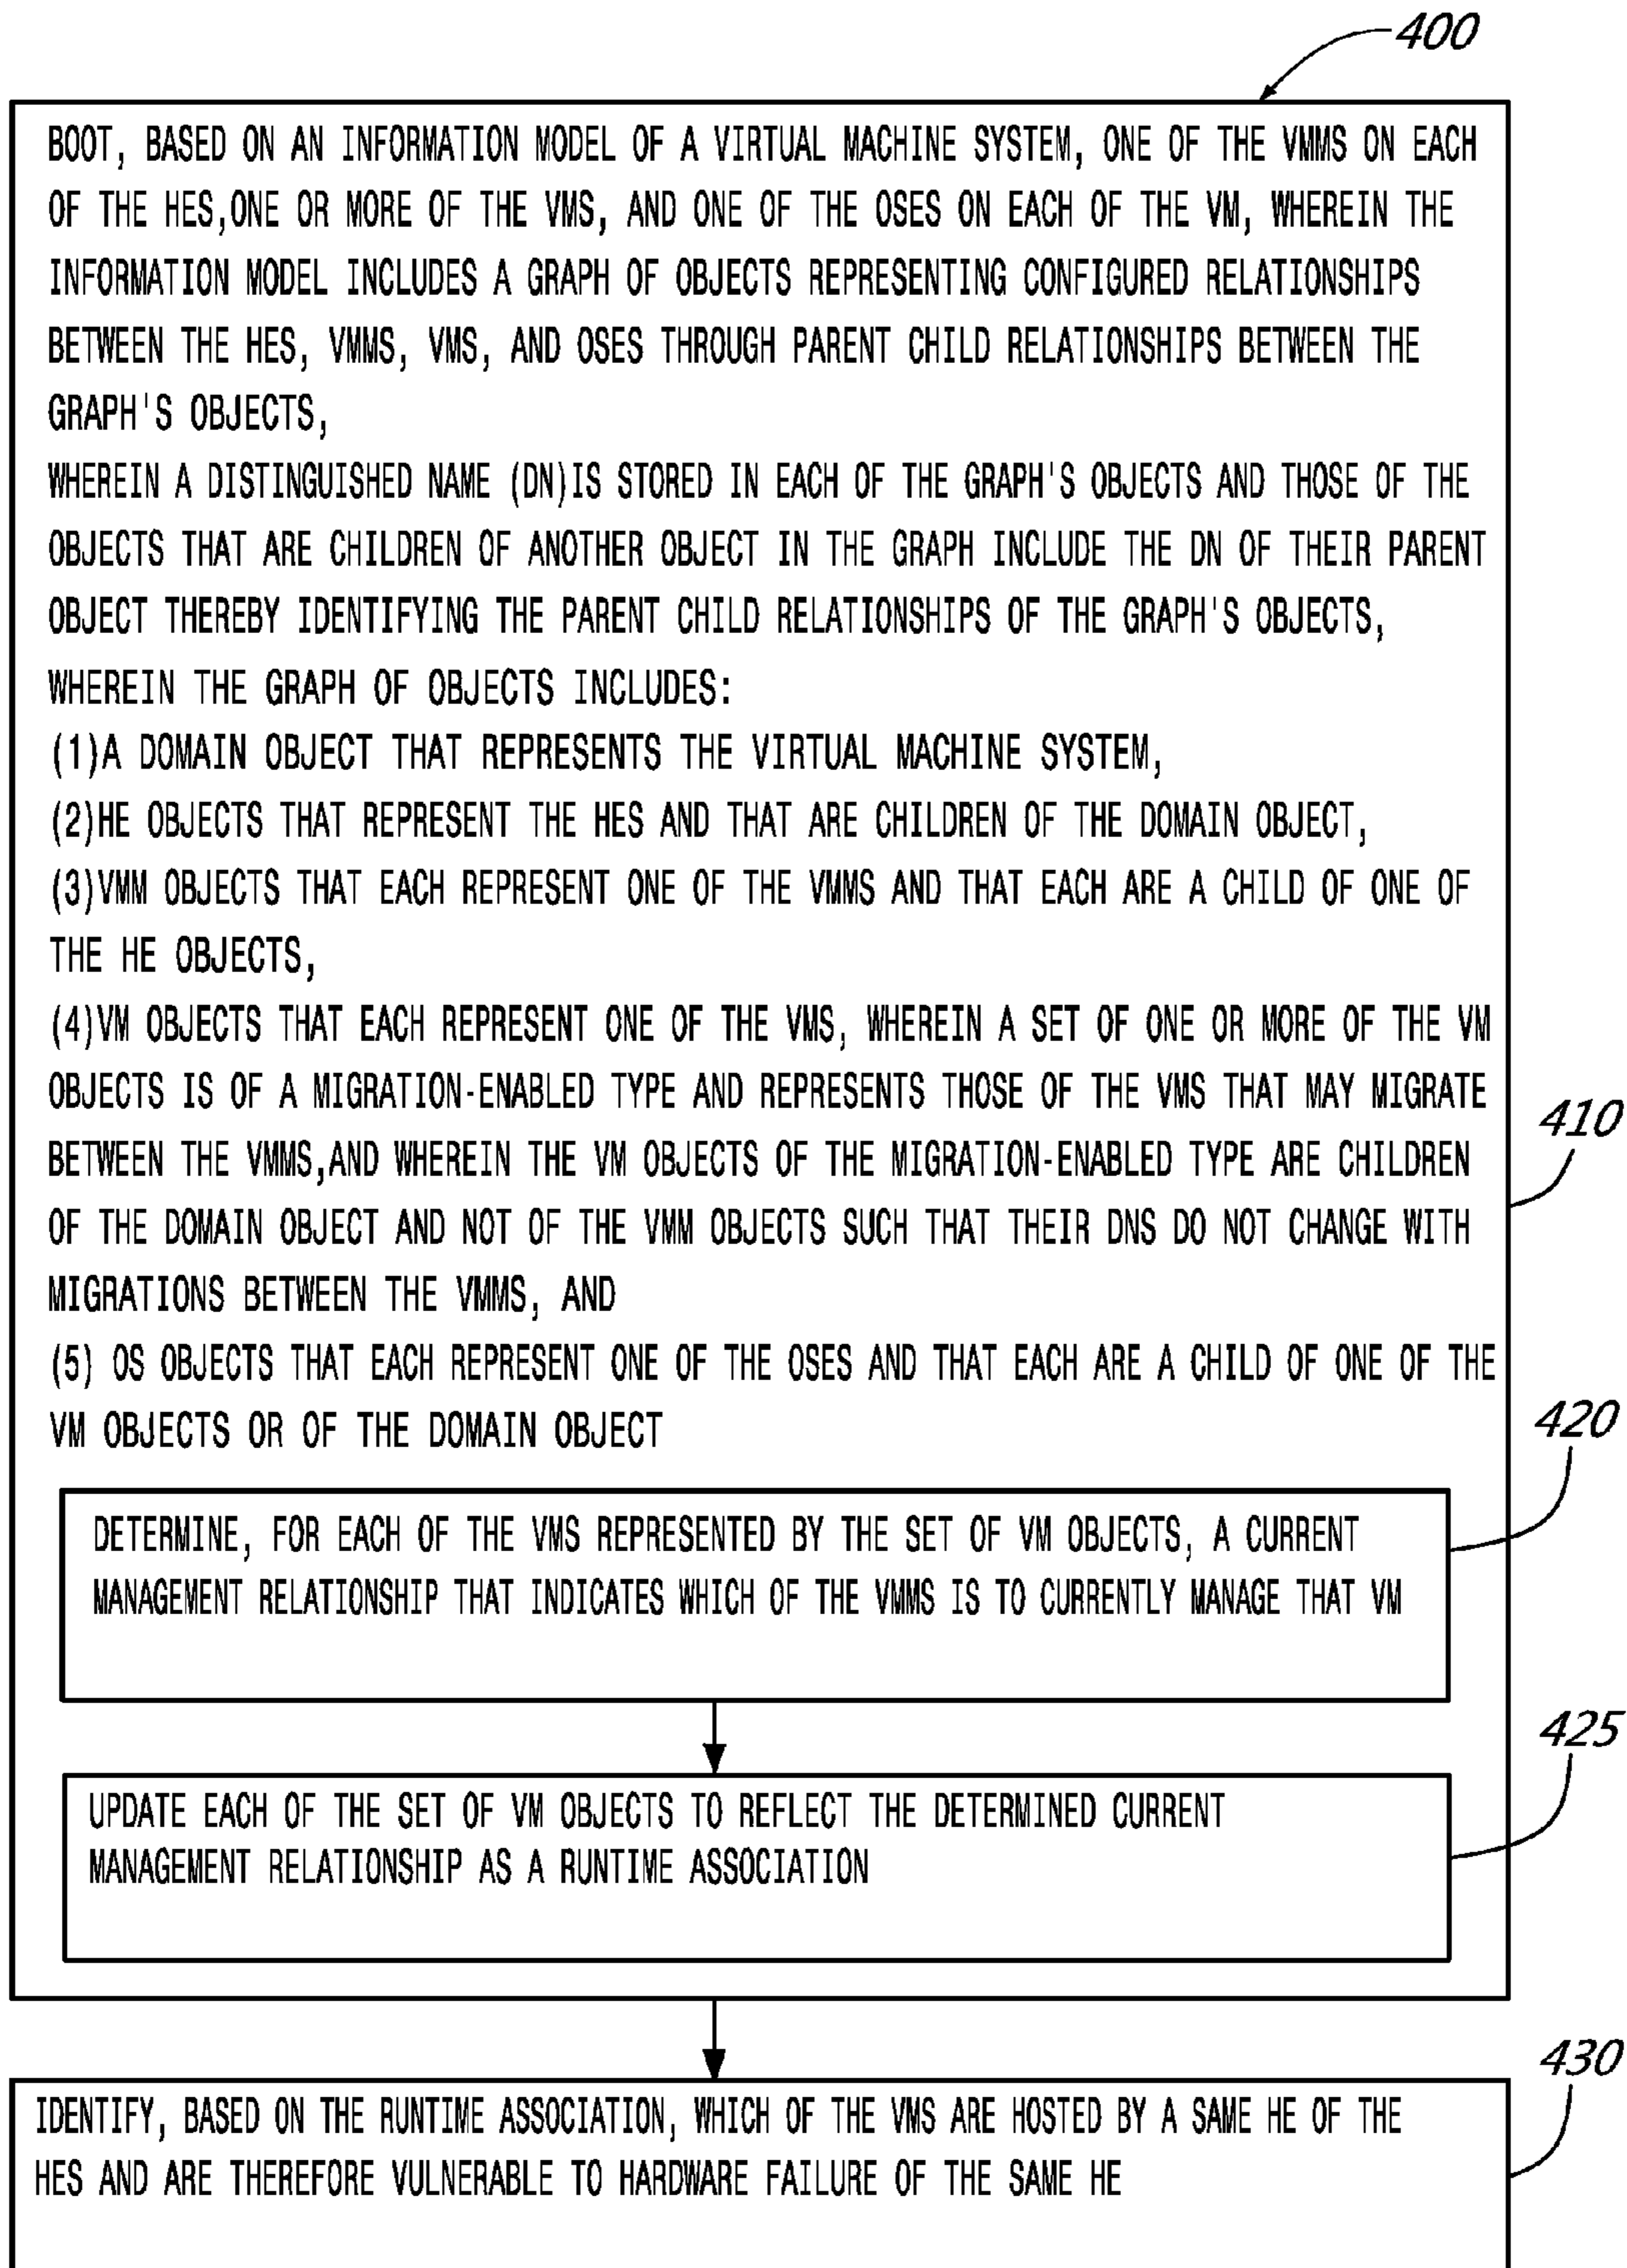 400
BOOT, BASED ON AN INFORMATION MODEL OF A VIRTUAL MACHINE SYSTEM, ONE OF THE VMMS ON EACH
OF THE HES,ONE OR MORE OF THE VMS, AND ONE OF THE OSES ON EACH OF THE VM, WHEREIN THE
INFORMATION MODEL INCLUDES A GRAPH OF OBJECTS REPRESENTING CONFIGURED RELATIONSHIPS
BETWEEN THE HES, VMMS, VMS, AND OSES THROUGH PARENT CHILD RELATIONSHIPS BETWEEN THE
GRAPH'S OBJECTS,
WHEREIN A DISTINGUISHED NAME (DN)IS STORED IN EACH OF THE GRAPH'S OBJECTS AND THOSE OF THE
OBJECTS THAT ARE CHILDREN OF ANOTHER OBJECT IN THE GRAPH INCLUDE THE DN OF THEIR PARENT
OBJECT THEREBY IDENTIFYING THE PARENT CHILD RELATIONSHIPS OF THE GRAPH'S OBJECTS,
WHEREIN THE GRAPH OF OBJECTS INCLUDES:
(1)A DOMAIN OBJECT THAT REPRESENTS THE VIRTUAL MACHINE SYSTEM,
(2)HE OBJECTS THAT REPRESENT THE HES AND THAT ARE CHILDREN OF THE DOMAIN OBJECT,
(3)VMM OBJECTS THAT EACH REPRESENT ONE OF THE VMMS AND THAT EACH ARE A CHILD OF ONE OF
THE HE OBJECTS,
(4)VM OBJECTS THAT EACH REPRESENT ONE OF THE VMS, WHEREIN A SET OF ONE OR MORE OF THE VM
OBJECTS IS OF A MIGRATION-ENABLED TYPE AND REPRESENTS THOSE OF THE VMS THAT MAY MIGRATE
BETWEEN THE VMMS,AND WHEREIN THE VM OBJECTS OF THE MIGRATION-ENABLED TYPE ARE CHILDREN
OF THE DOMAIN OBJECT AND NOT OF THE VMM OBJECTS SUCH THAT THEIR DNS DO NOT CHANGE WITH
MIGRATIONS BETWEEN THE VMMS, AND
(5) OS OBJECTS THAT EACH REPRESENT ONE OF THE OSES AND THAT EACH ARE A CHILD OF ONE OF THE
VM OBJECTS OR OF THE DOMAIN OBJECT
410
420
DETERMINE, FOR EACH OF THE VMS REPRESENTED BY THE SET OF VM OBJECTS, A CURRENT
MANAGEMENT RELATIONSHIP THAT INDICATES WHICH OF THE VMMS IS TO CURRENTLY MANAGE THAT VM
425
UPDATE EACH OF THE SET OF VM OBJECTS TO REFLECT THE DETERMINED CURRENT
MANAGEMENT RELATIONSHIP AS A RUNTIME ASSOCIATION
430
IDENTIFY, BASED ON THE RUNTIME ASSOCIATION, WHICH OF THE VMS ARE HOSTED BY A SAME HE OF THE
HES AND ARE THEREFORE VULNERABLE TO HARDWARE FAILURE OF THE SAME HE